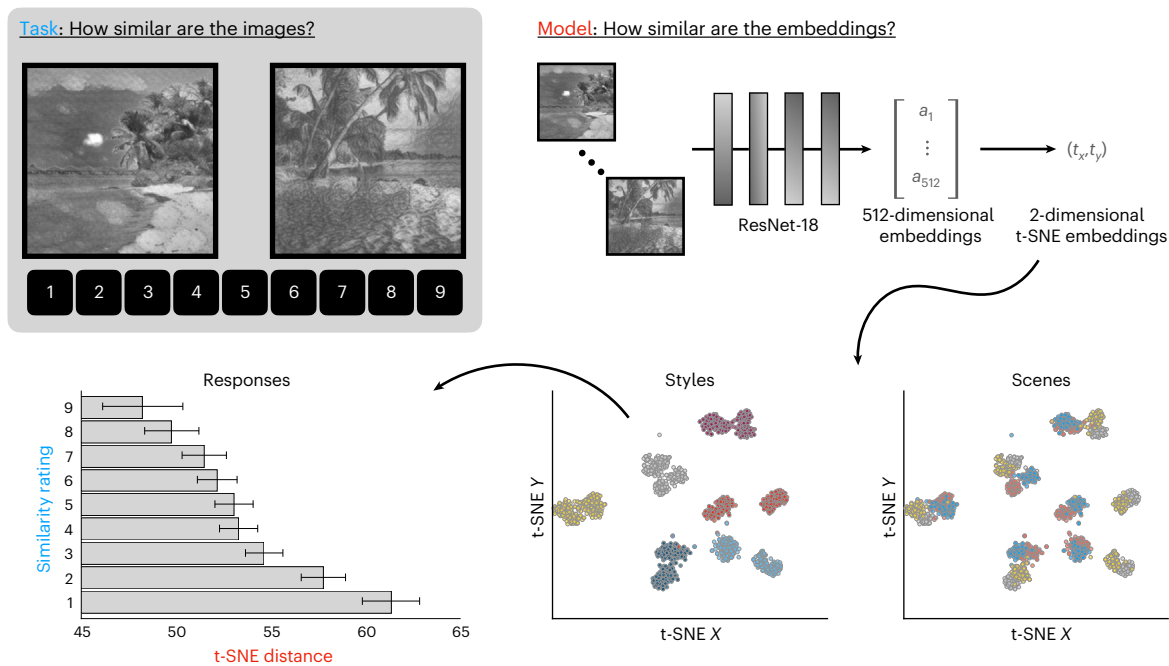 Task: How similar are the images?
1 2 3 4 5 6 7 8 9
Model: How similar are the embeddings?
ResNet-18
a1
⋮
a512
512-dimensional
embeddings
(tx,ty)
2-dimensional
t-SNE embeddings
Responses
Similarity rating
9
8
7
6
5
4
3
2
1
45 50 55 60 65
t-SNE distance
Styles
t-SNE Y
t-SNE X
Scenes
t-SNE Y
t-SNE X